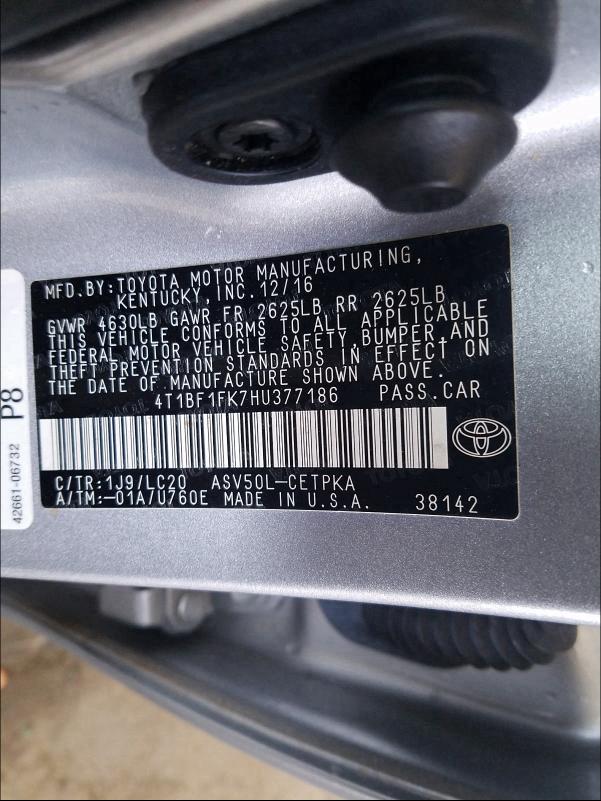 MFD.BY:TOYOTA MOTOR MANUFACTURING,
KENTUCKY,INC.12/16
GVWR 4630LB GAWR FR 2625LB RR 2625LB
THIS VEHICLE CONFORMS TO ALL APPLICABLE
FEDERAL MOTOR VEHICLE SAFETY,BUMPER,AND
THEFT PREVENTION STANDARDS IN EFFECT ON
THE DATE OF MANUFACTURE SHOWN ABOVE.
4T1BF1FK7HU377186 PASS.CAR
C/TR:1J9/LC20 ASV50L-CETPKA
A/TM:-01A/U760E MADE IN U.S.A. 38142
P8
42661-06732